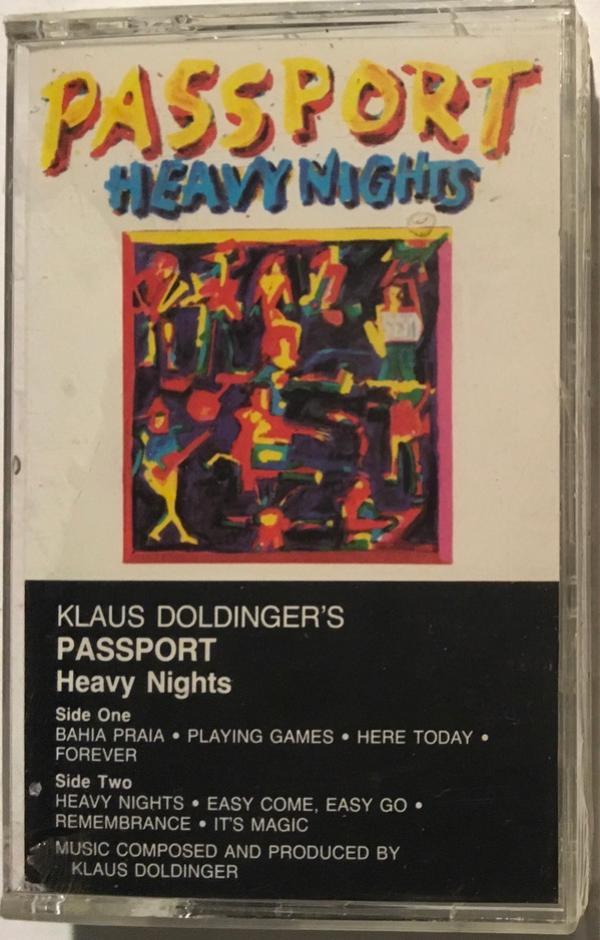 PASSPORT
HEAVY NIGHTS
KLAUS DOLDINGER'S
PASSPORT
Heavy Nights
Side One
BAHIA PRAIA • PLAYING GAMES • HERE TODAY •
FOREVER
Side Two
HEAVY NIGHTS • EASY COME, EASY GO •
REMEMBRANCE • IT'S MAGIC
MUSIC COMPOSED AND PRODUCED BY
KLAUS DOLDINGER